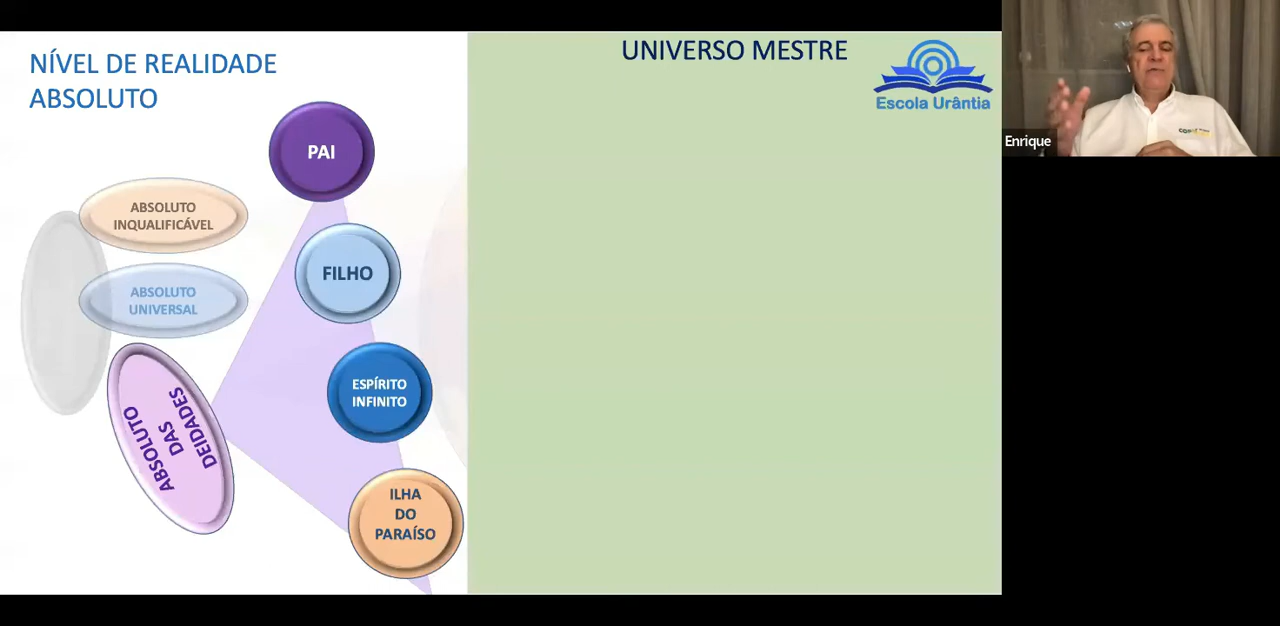 NÍVEL DE REALIDADE
ABSOLUTO
PAI
ABSOLUTO
INQUALIFICÁVEL
FILHO
ABSOLUTO
UNIVERSAL
ESPÍRITO
INFINITO
ABSOLUTO
DAS
DEIDADES
ILHA
DO
PARAÍSO
UNIVERSO MESTRE
Escola Urântia
Enrique